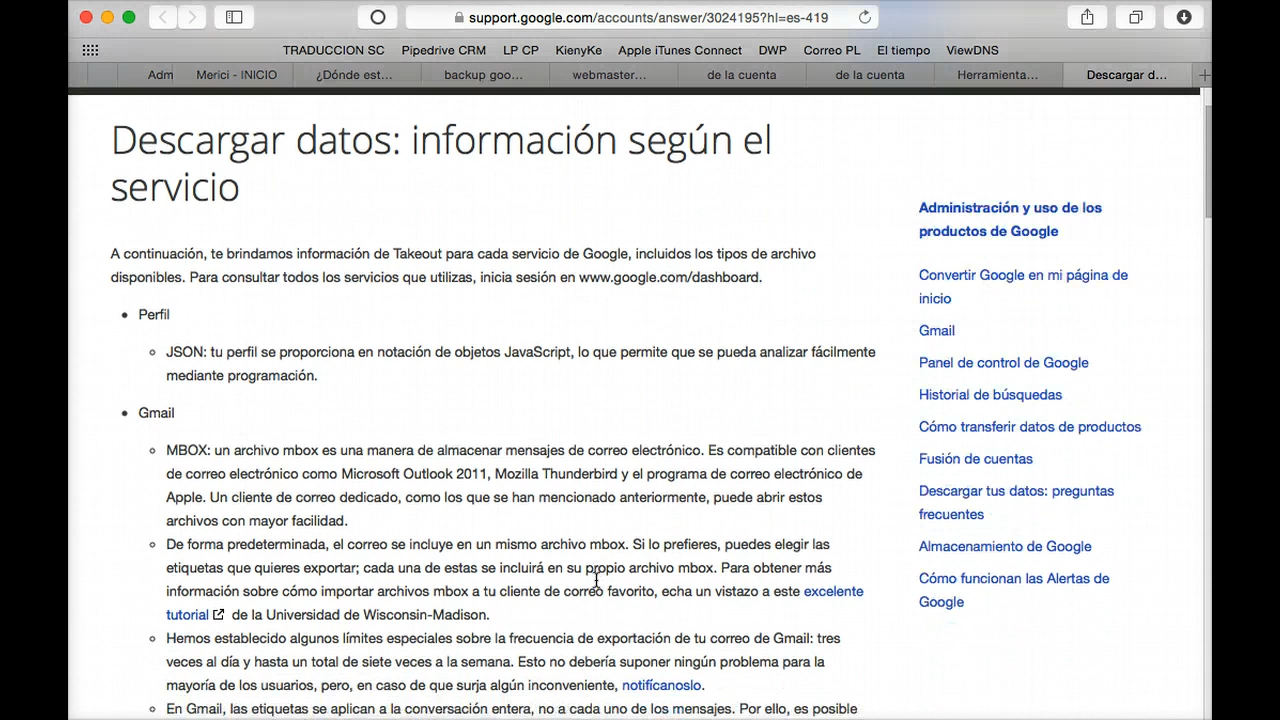 support.google.com/accounts/answer/3024195?hl=es-419
TRADUCCION SC Pipedrive CRM LP CP KienyKe Apple iTunes Connect DWP Correo PL El tiempo ViewDNS
Adm Merici - INICIO ¿Dónde est... backup goo... webmaster... de la cuenta de la cuenta Herramienta... Descargar d...
Descargar datos: información según el
servicio
A continuación, te brindamos información de Takeout para cada servicio de Google, incluidos los tipos de archivo
disponibles. Para consultar todos los servicios que utilizas, inicia sesión en www.google.com/dashboard.
• Perfil
JSON: tu perfil se proporciona en notación de objetos JavaScript, lo que permite que se pueda analizar fácilmente
mediante programación.
• Gmail
MBOX: un archivo mbox es una manera de almacenar mensajes de correo electrónico. Es compatible con clientes
de correo electrónico como Microsoft Outlook 2011, Mozilla Thunderbird y el programa de correo electrónico de
Apple. Un cliente de correo dedicado, como los que se han mencionado anteriormente, puede abrir estos
archivos con mayor facilidad.
De forma predeterminada, el correo se incluye en un mismo archivo mbox. Si lo prefieres, puedes elegir las
etiquetas que quieres exportar; cada una de estas se incluirá en su propio archivo mbox. Para obtener más
información sobre cómo importar archivos mbox a tu cliente de correo favorito, echa un vistazo a este excelente
tutorial de la Universidad de Wisconsin-Madison.
Hemos establecido algunos límites especiales sobre la frecuencia de exportación de tu correo de Gmail: tres
veces al día y hasta un total de siete veces a la semana. Esto no debería suponer ningún problema para la
mayoría de los usuarios, pero, en caso de que surja algún inconveniente, notifícanoslo.
En Gmail, las etiquetas se aplican a la conversación entera, no a cada uno de los mensajes. Por ello, es posible
Administración y uso de los
productos de Google
Convertir Google en mi página de
inicio
Gmail
Panel de control de Google
Historial de búsquedas
Cómo transferir datos de productos
Fusión de cuentas
Descargar tus datos: preguntas
frecuentes
Almacenamiento de Google
Cómo funcionan las Alertas de
Google